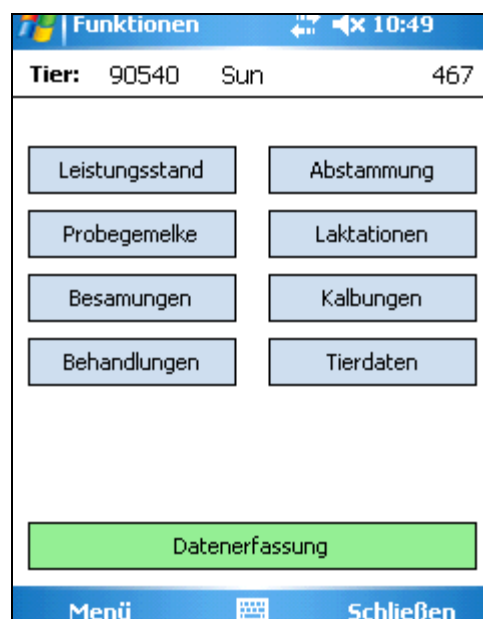 Funktionen 10:49
Tier: 90540 Sun 467
Leistungsstand Abstammung
Probegemelke Laktationen
Besamungen Kalbungen
Behandlungen Tierdaten
Datenerfassung
Menü Schließen